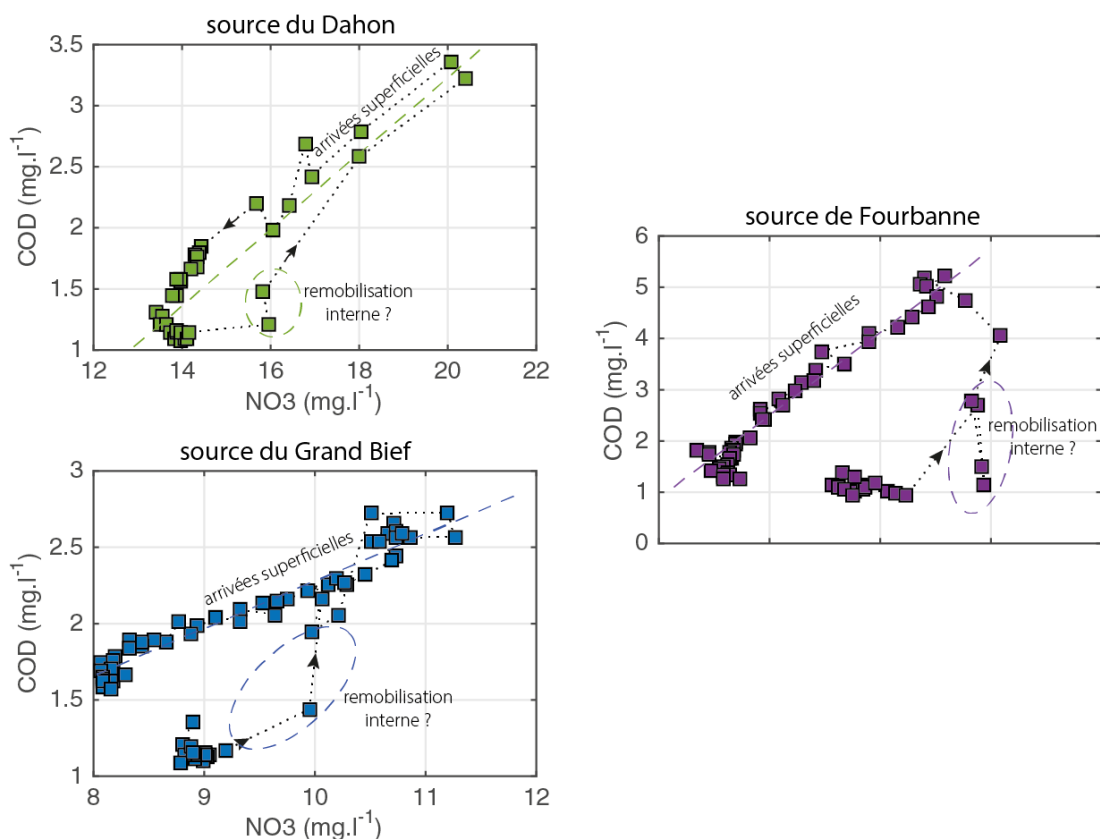 source du Dahon
3.5
3
2.5
2
1.5
1
COD (mg.l-1)
arrivées superficielles
remobilisation
interne ?
12
14
16
18
20
22
NO3 (mg.l-1)
source de Fourbanne
6
5
4
3
2
1
0
COD (mg.l-1)
arrivées superficielles
remobilisation
interne ?
source du Grand Bief
3
2.5
2
1.5
1
COD (mg.l-1)
arrivées superficielles
remobilisation
interne ?
8
9
10
11
12
NO3 (mg.l-1)